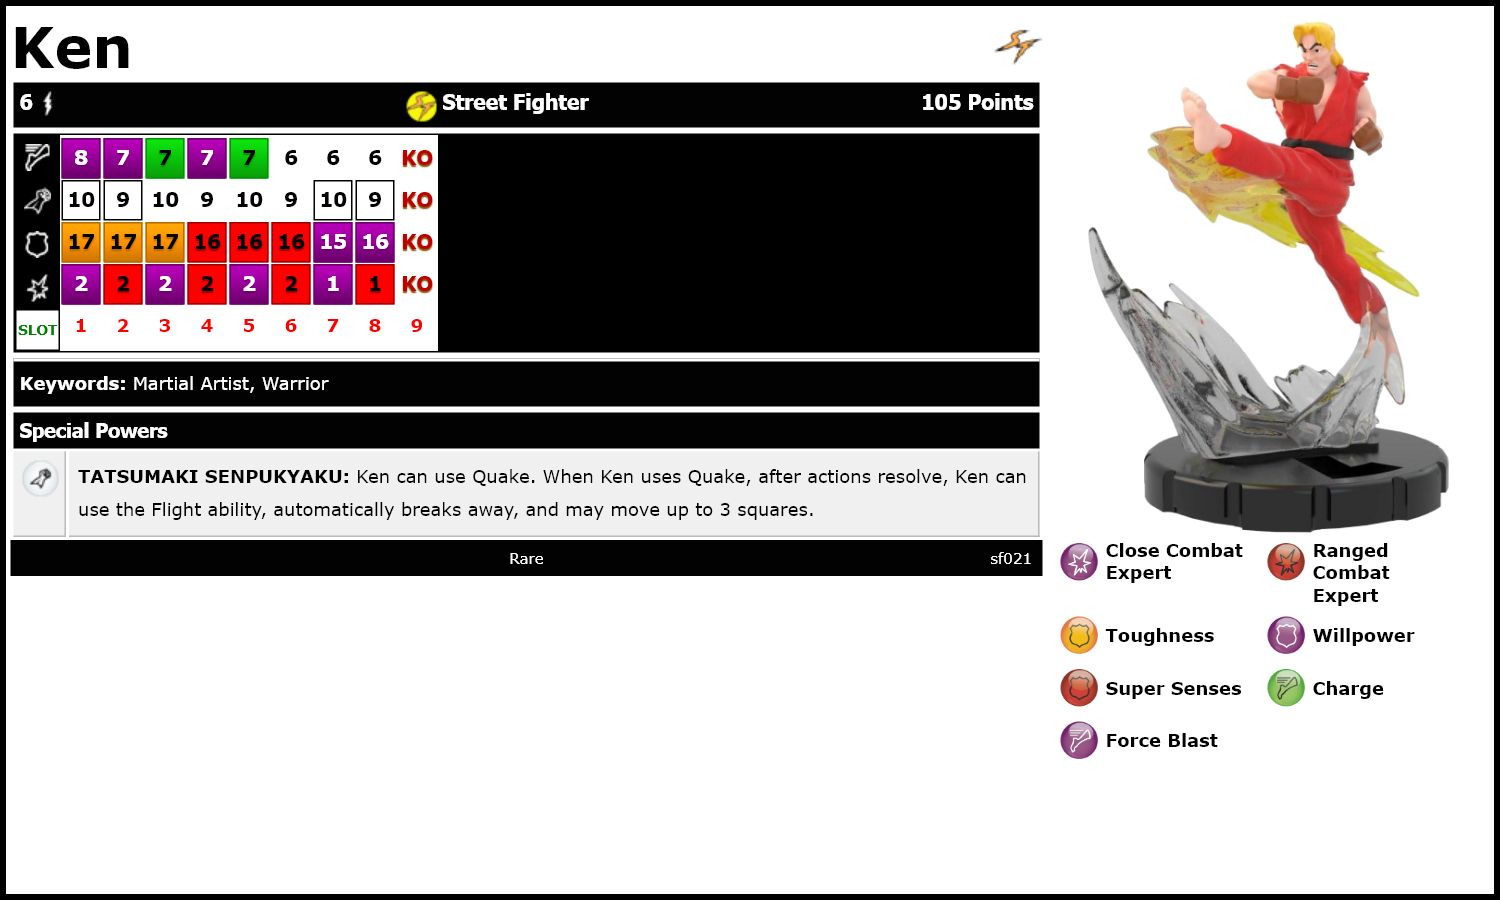 Ken
6 Street Fighter 105 Points
8 7 7 7 7 6 6 6 KO
10 9 10 9 10 9 10 9 KO
17 17 17 16 16 16 15 16 KO
2 2 2 2 2 2 1 1 KO
SLOT 1 2 3 4 5 6 7 8 9
Keywords: Martial Artist, Warrior
Special Powers
TATSUMAKI SENPUKYAKU: Ken can use Quake. When Ken uses Quake, after actions resolve, Ken can
use the Flight ability, automatically breaks away, and may move up to 3 squares.
Rare sf021
Close Combat
Expert
Ranged
Combat
Expert
Toughness
Willpower
Super Senses
Charge
Force Blast